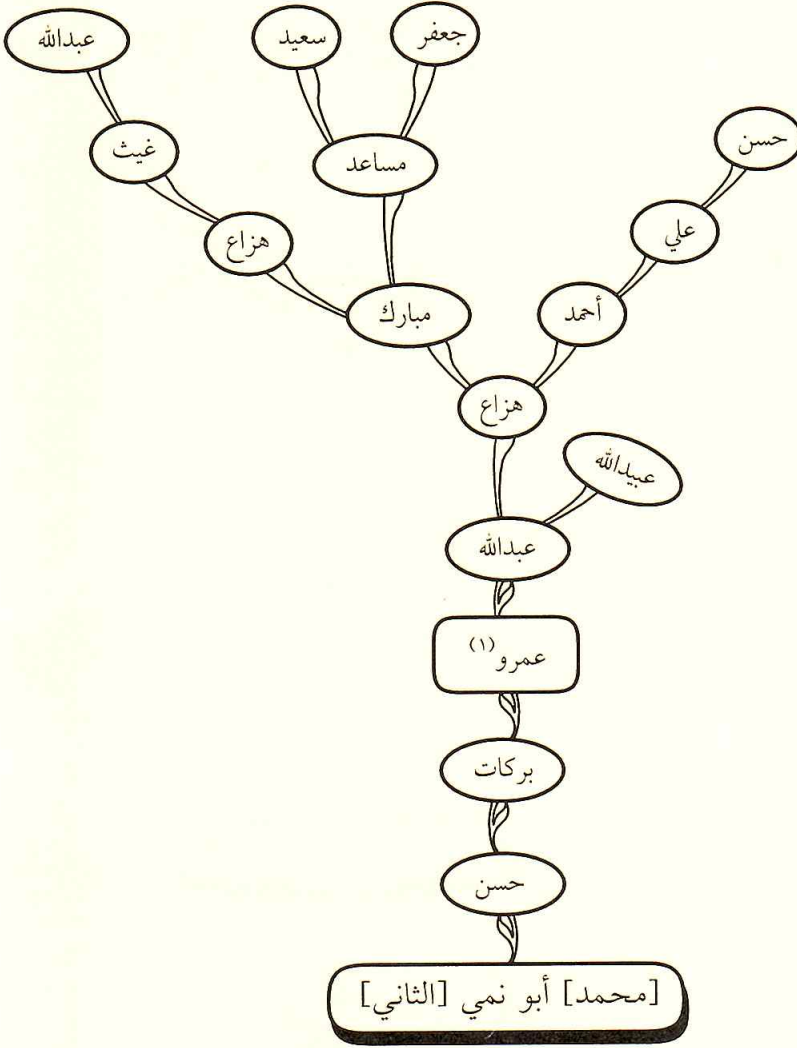 عبدالله
سعيد
جعفر
حسن
غيث
مساعد
علي
هزاع
مبارك
أحمد
هزاع
عبيدالله
عبدالله
عمرو(١)
بركات
حسن
[محمد] أبو نمي [الثاني]